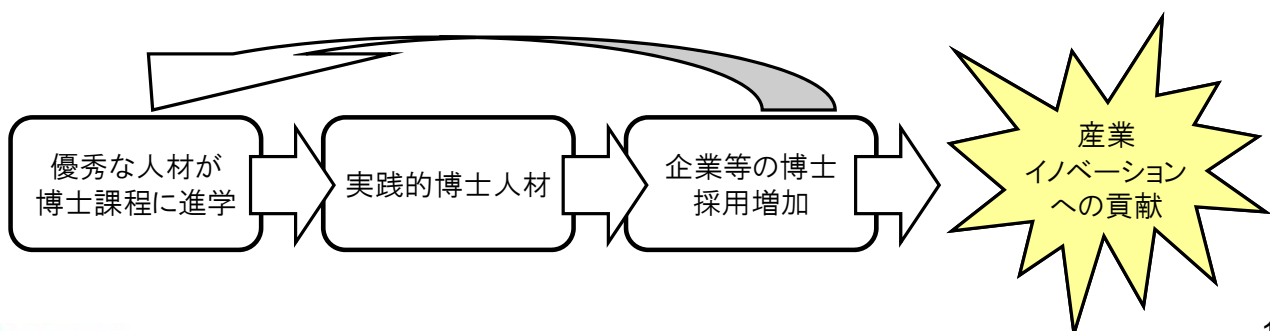 優秀な人材が
博士課程に進学
実践的博士人材
企業等の博士
採用増加
産業
イノベーション
への貢献